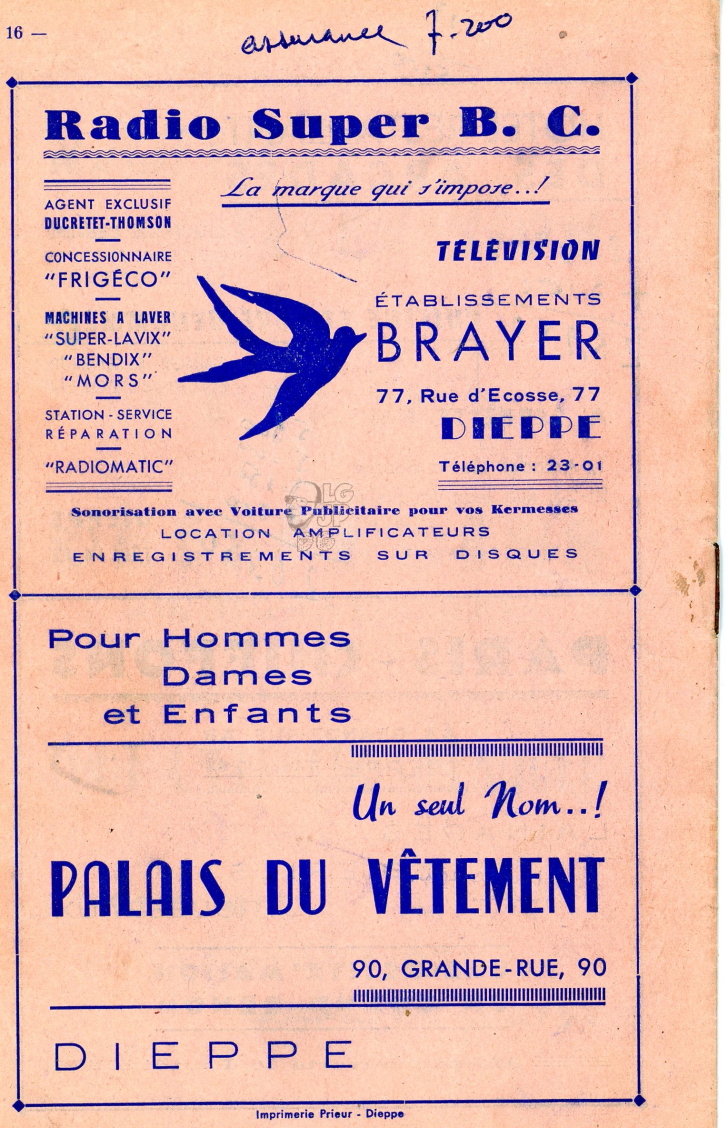 16 —
assurance 7.200
Radio Super B. C.
La marque qui s'impose..!
AGENT EXCLUSIF
DUCRETET-THOMSON
CONCESSIONNAIRE
"FRIGÉCO"
MACHINES A LAVER
"SUPER-LAVIX"
"BENDIX"
"MORS"
STATION - SERVICE
RÉPARATION
"RADIOMATIC"
TÉLÉVISION
ÉTABLISSEMENTS
BRAYER
77, Rue d'Ecosse, 77
DIEPPE
Téléphone : 23-01
Sonorisation avec Voiture Publicitaire pour vos Kermesses
LOCATION AMPLIFICATEURS
ENREGISTREMENTS SUR DISQUES
Pour Hommes
Dames
et Enfants
Un seul Nom..!
PALAIS DU VÊTEMENT
90, GRANDE-RUE, 90
DIEPPE
Imprimerie Prieur - Dieppe